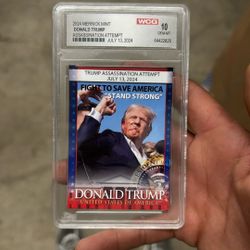 2024 MERRICK MINT
DONALD TRUMP
ASSASSINATION ATTEMPT
JULY 13, 2024
WCG
10
GEM MT
TRUMP ASSASSINATION ATTEMPT
JULY 13, 2024
FIGHT TO SAVE AMERICA
"STAND STRONG"
DONALD TRUMP
UNITED STATES OF AMERICA